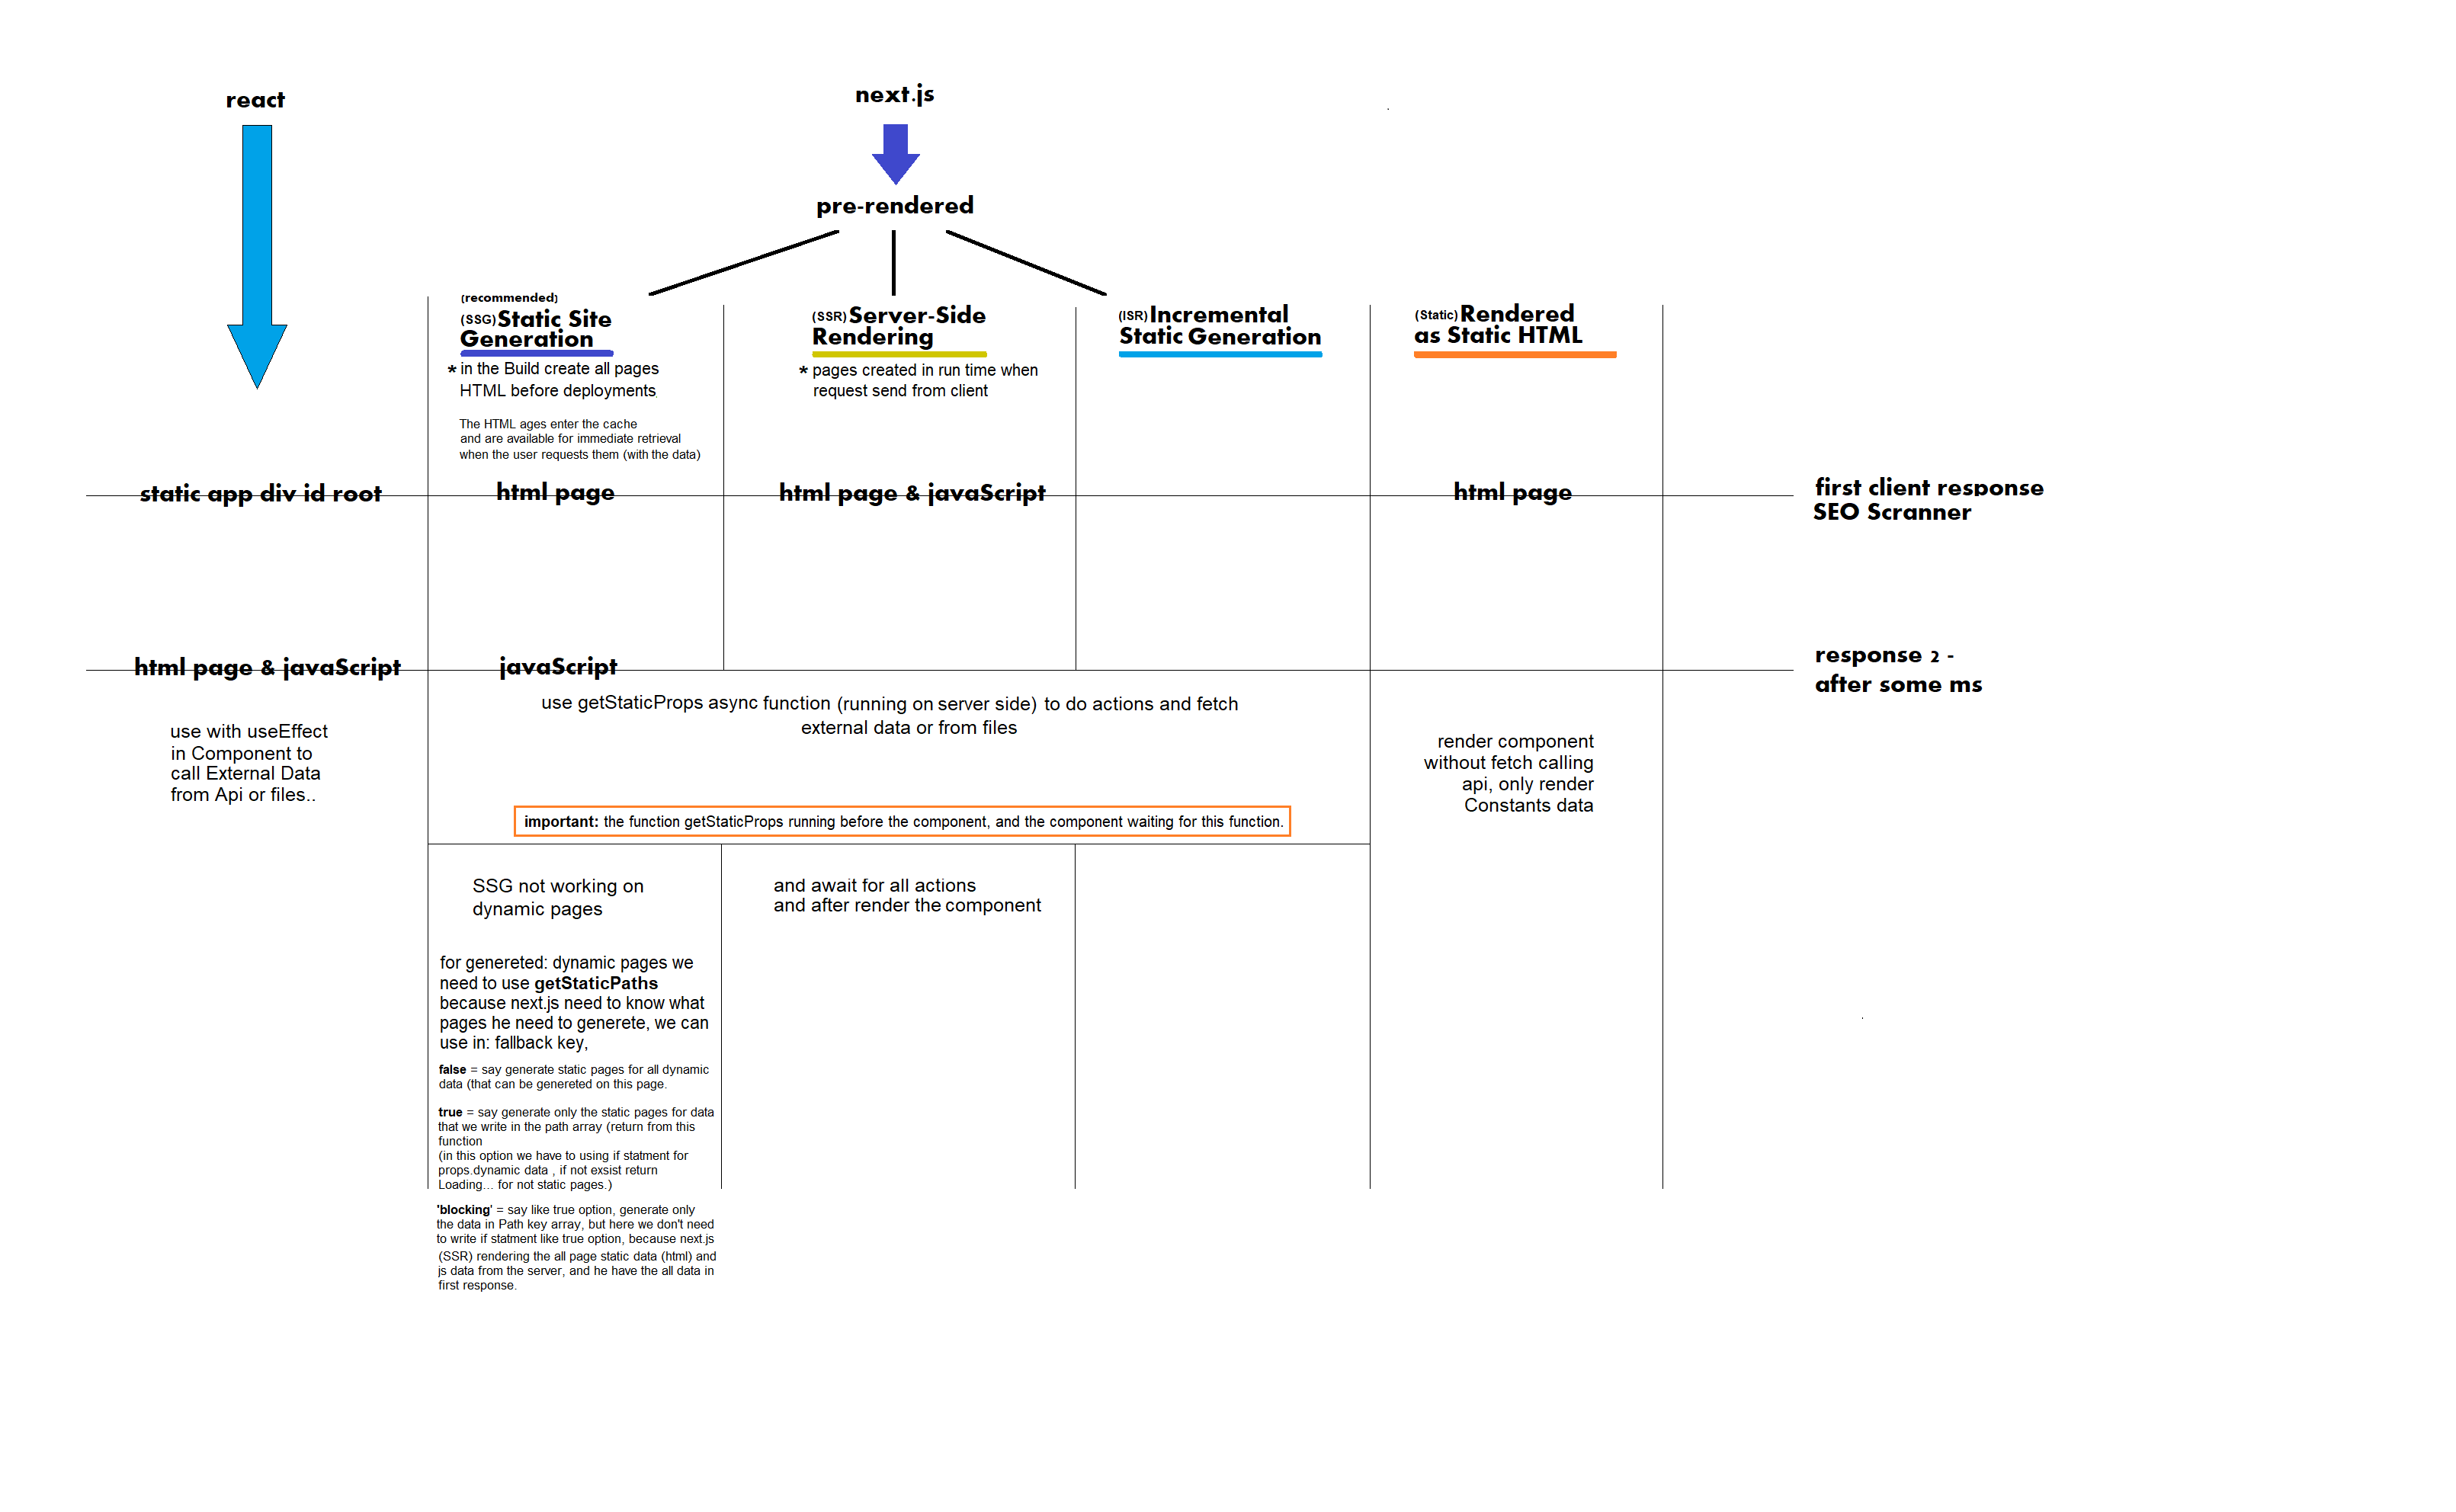 react
next.js
pre-rendered
(recommended)
(SSG) Static Site
Generation
* in the Build create all pages
HTML before deployments
The HTML ages enter the cache
and are available for immediate retrieval
when the user requests them (with the data)
(SSR) Server-Side
Rendering
* pages created in run time when
request send from client
(ISR) Incremental
Static Generation
(Static) Rendered
as Static HTML
static app div id root
html page
html page & javaScript
html page
first client response
SEO Scranner
html page & javaScript
javaScript
response 2 -
after some ms
use with useEffect
in Component to
call External Data
from Api or files..
use getStaticProps async function (running on server side) to do actions and fetch
external data or from files
important: the function getStaticProps running before the component, and the component waiting for this function.
render component
without fetch calling
api, only render
Constants data
SSG not working on
dynamic pages
and await for all actions
and after render the component
for genereted: dynamic pages we
need to use getStaticPaths
because next.js need to know what
pages he need to generete, we can
use in: fallback key,
false = say generate static pages for all dynamic
data (that can be genereted on this page.
true = say generate only the static pages for data
that we write in the path array (return from this
function
(in this option we have to using if statment for
props.dynamic data , if not exsist return
Loading... for not static pages.)
'blocking' = say like true option, generate only
the data in Path key array, but here we don't need
to write if statment like true option, because next.js
(SSR) rendering the all page static data (html) and
js data from the server, and he have the all data in
first response.